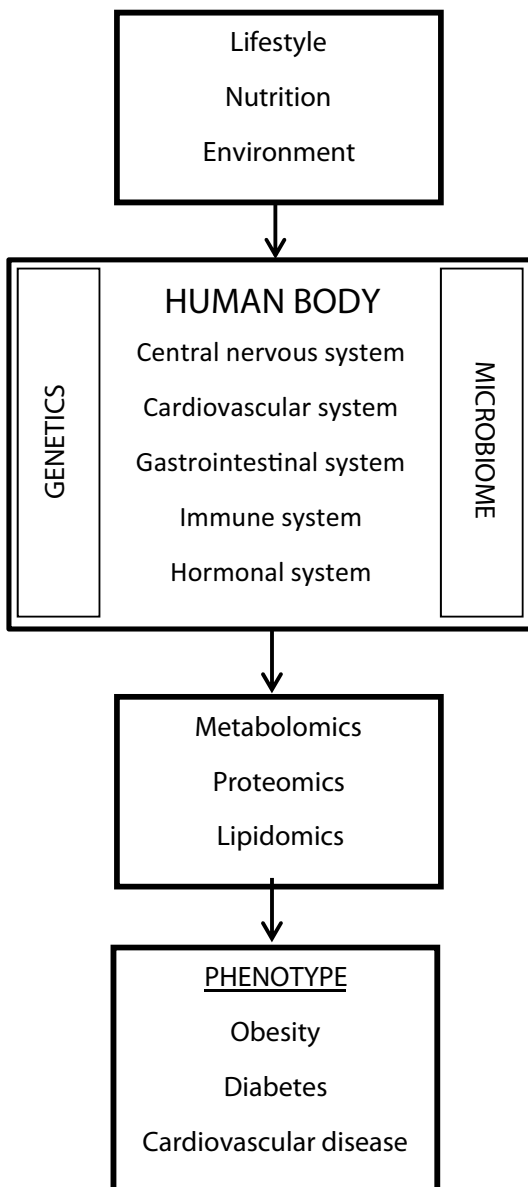 Lifestyle
Nutrition
Environment
GENETICS
HUMAN BODY
Central nervous system
Cardiovascular system
Gastrointestinal system
Immune system
Hormonal system
MICROBIOME
Metabolomics
Proteomics
Lipidomics
PHENOTYPE
Obesity
Diabetes
Cardiovascular disease